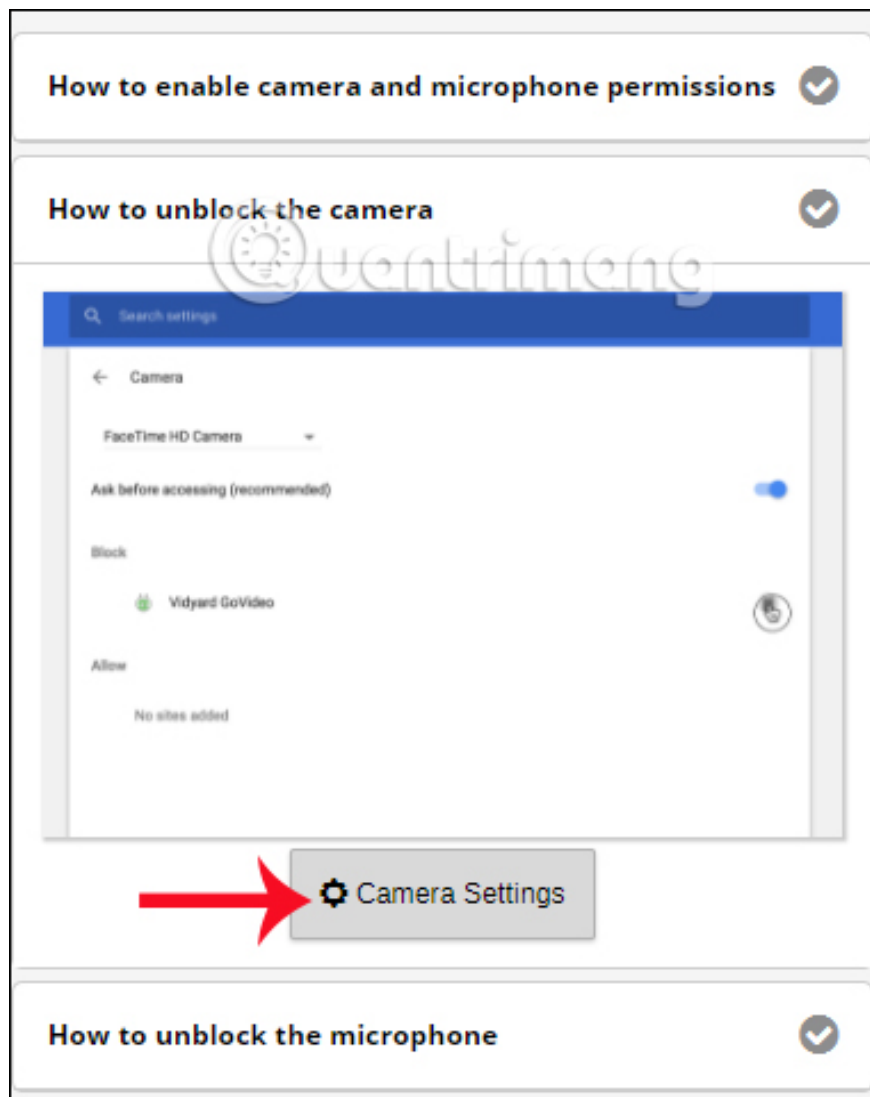 How to enable camera and microphone permissions
How to unblock the camera
Quantrimang
Search settings
Camera
FaceTime HD Camera
Ask before accessing (recommended)
Block
Vidyard GoVideo
Allow
No sites added
Camera Settings
How to unblock the microphone